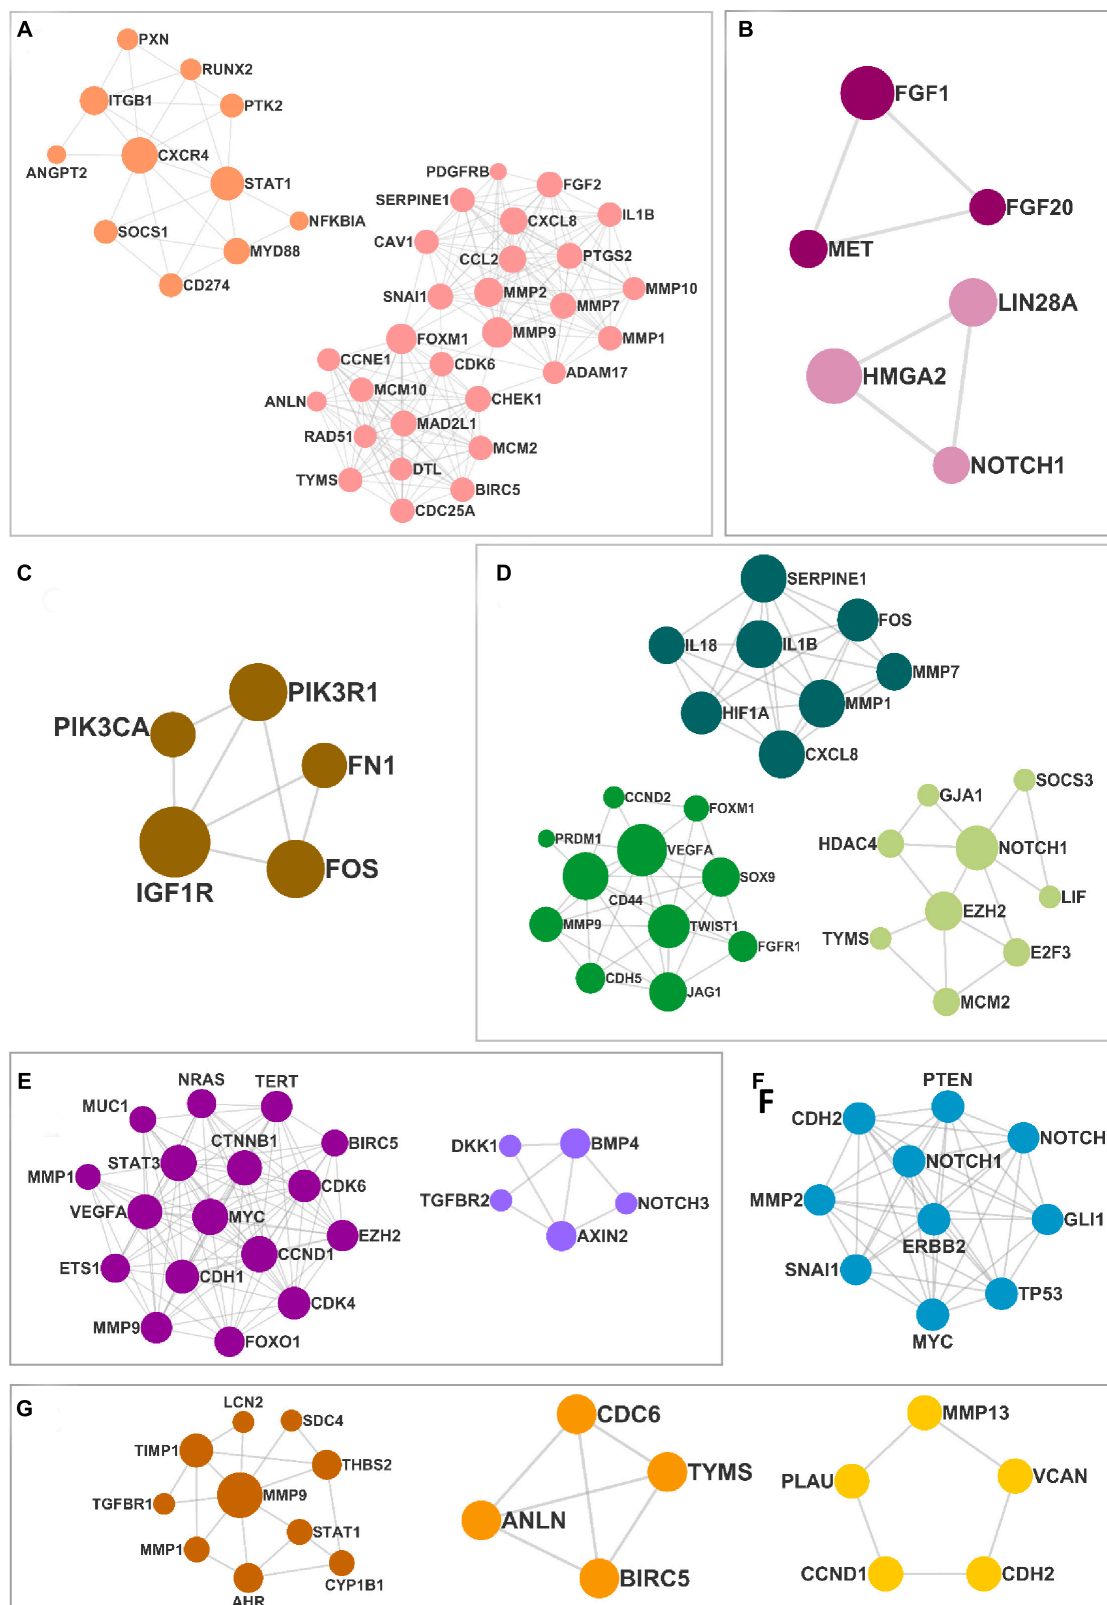 A
PXN
RUNX2
ITGB1
PTK2
CXCR4
ANGPT2
STAT1
NFKBIA
SOCS1
MYD88
CD274
PDGFRB
FGF2
SERPINE1
CXCL8
IL1B
CAV1
CCL2
PTGS2
SNAI1
MMP2
MMP10
MMP7
FOXM1
MMP9
MMP1
CCNE1
CDK6
ADAM17
MCM10
ANLN
CHEK1
MAD2L1
RAD51
MCM2
DTL
TYMS
BIRC5
CDC25A
B
FGF1
FGF20
MET
LIN28A
HMGA2
NOTCH1
C
PIK3R1
PIK3CA
FN1
IGF1R
FOS
D
SERPINE1
FOS
IL18
IL1B
MMP7
HIF1A
MMP1
CXCL8
CCND2
FOXM1
PRDM1
VEGFA
SOX9
CD44
MMP9
TWIST1
FGFR1
CDH5
JAG1
SOCS3
GJA1
HDAC4
NOTCH1
LIF
EZH2
TYMS
E2F3
MCM2
E
NRAS
TERT
MUC1
CTNNB1
BIRC5
STAT3
MMP1
CDK6
VEGFA
MYC
EZH2
ETS1
CCND1
CDH1
CDK4
MMP9
FOXO1
DKK1
BMP4
TGFBR2
NOTCH3
AXIN2
F
F
PTEN
CDH2
NOTCH
NOTCH1
MMP2
GLI1
ERBB2
SNAI1
TP53
MYC
G
LCN2
SDC4
TIMP1
THBS2
MMP9
TGFBR1
STAT1
MMP1
CYP1B1
AHR
CDC6
TYMS
ANLN
BIRC5
MMP13
PLAU
VCAN
CCND1
CDH2